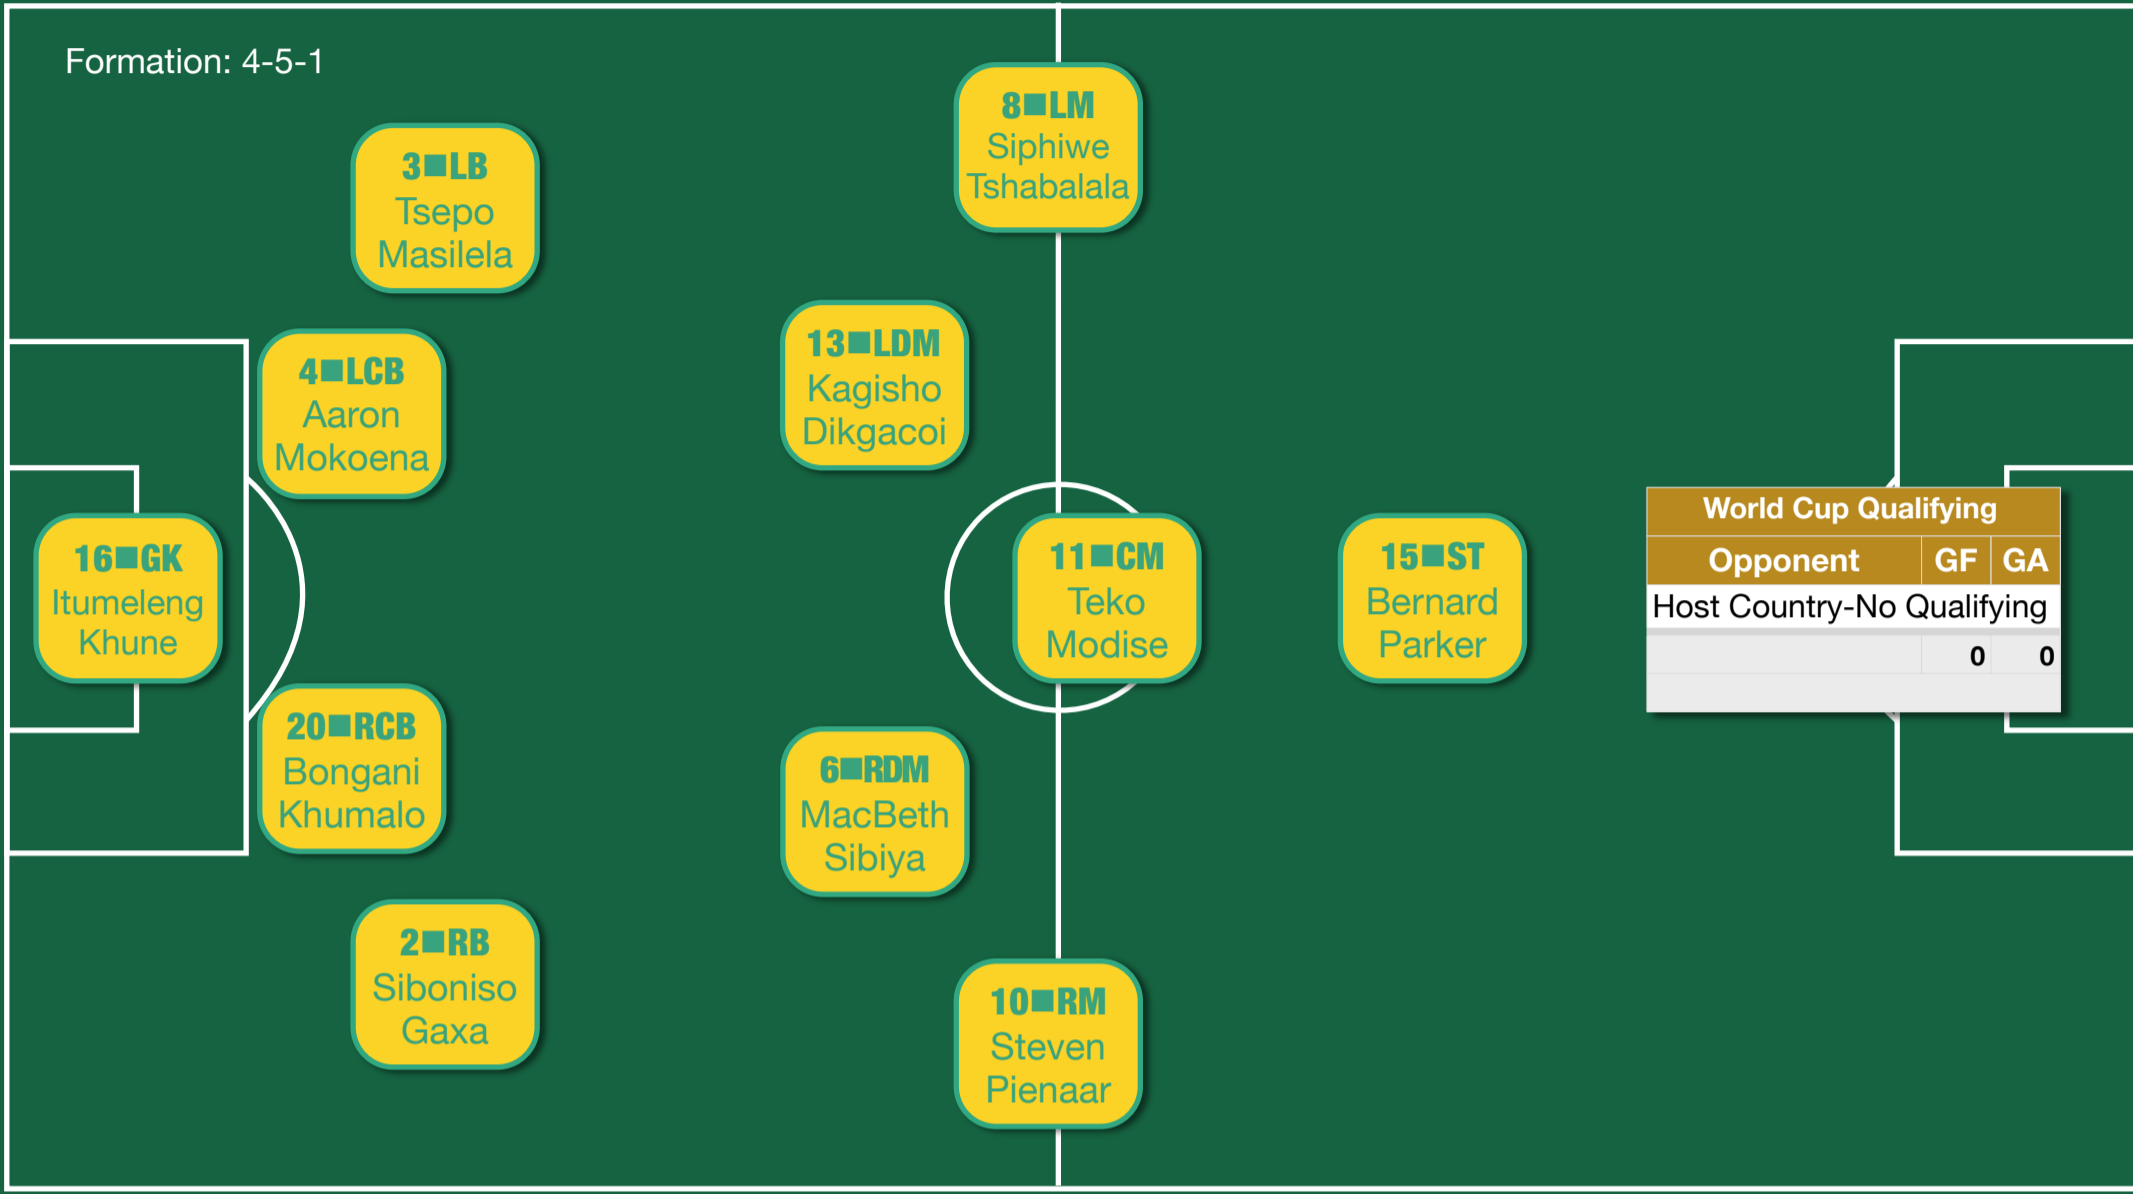 Formation: 4-5-1
8■LM
Siphiwe
Tshabalala
3■LB
Tsepo
Masilela
13■LDM
Kagisho
Dikgacoi
4■LCB
Aaron
Mokoena
16■GK
Itumeleng
Khune
11■CM
Teko
Modise
15■ST
Bernard
Parker
World Cup Qualifying
Opponent GF GA
Host Country-No Qualifying
0 0
20■RCB
Bongani
Khumalo
6■RDM
MacBeth
Sibiya
2■RB
Siboniso
Gaxa
10■RM
Steven
Pienaar